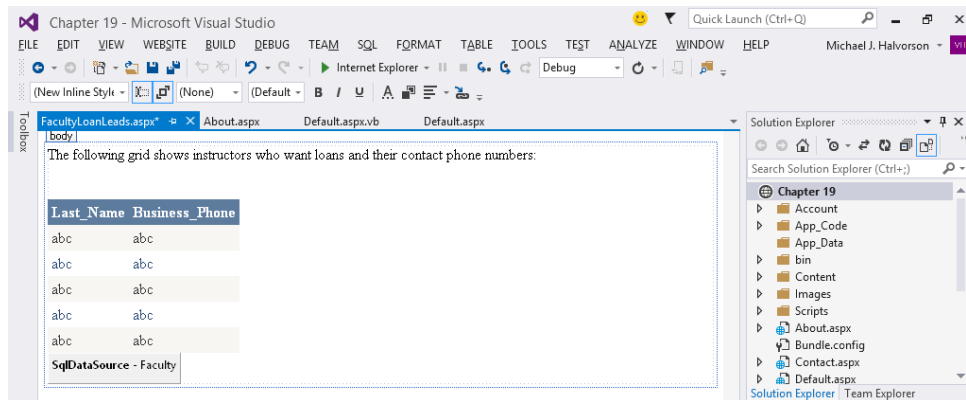 Chapter 19 - Microsoft Visual Studio
Quick Launch (Ctrl+Q)
FILE EDIT VIEW WEBSITE BUILD DEBUG TEAM SQL FORMAT TABLE TOOLS TEST ANALYZE WINDOW HELP Michael J. Halvorson
Internet Explorer Debug
(New Inline Style (None) (Default B I U A
Toolbox
FacultyLoanLeads.aspx* About.aspx Default.aspx.vb Default.aspx
body
The following grid shows instructors who want loans and their contact phone numbers:
Last_Name Business_Phone
abc abc
abc abc
abc abc
abc abc
abc abc
SqlDataSource - Faculty
Solution Explorer
Search Solution Explorer (Ctrl+;)
Chapter 19
Account
App_Code
App_Data
bin
Content
Images
Scripts
About.aspx
Bundle.config
Contact.aspx
Default.aspx
Solution Explorer Team Explorer